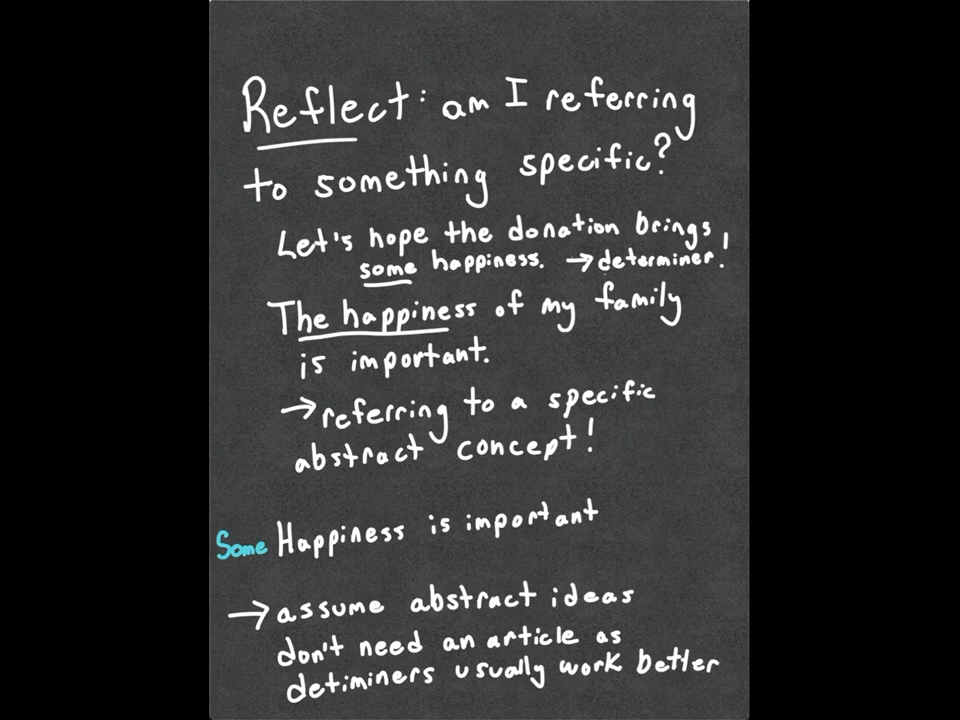 Reflect: am I referring
to something specific?
Let's hope the donation brings
some happiness. → determiner!
The happiness of my family
is important.
→ referring to a specific
abstract concept!
Some Happiness is important
→ assume abstract ideas
don't need an article as
detiminers usually work better